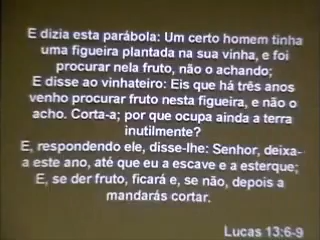 E dizia esta parábola: Um certo homem tinha
uma figueira plantada na sua vinha, e foi
procurar nela fruto, não o achando;
E disse ao vinhateiro: Eis que há três anos
venho procurar fruto nesta figueira, e não o
acho. Corta-a; por que ocupa ainda a terra
inutilmente?
E, respondendo ele, disse-lhe: Senhor, deixa-
a este ano, até que eu a escave e a esterque;
E, se der fruto, ficará e, se não, depois a
mandarás cortar.
Lucas 13:6-9